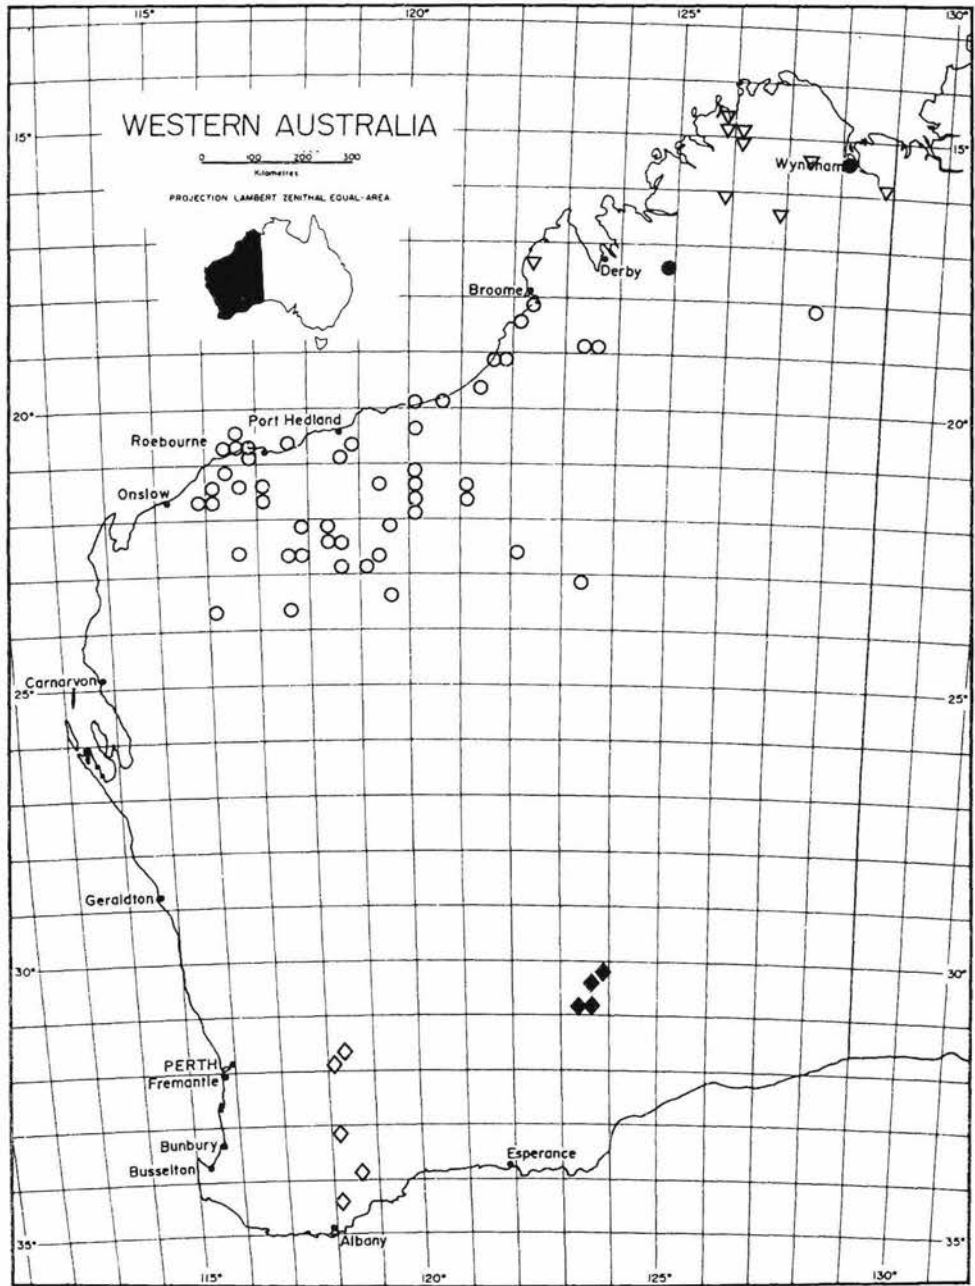 115°
120°
125°
130°
WESTERN AUSTRALIA
0 100 200 300
Kilometres
PROJECTION LAMBERT ZENITHAL EQUAL-AREA
15°
15°
Wyndham
Derby
Broome
20°
20°
Port Hedland
Roebourne
Onslow
Carnarvon
25°
25°
Geraldton
30°
30°
PERTH
Fremantle
Bunbury
Busselton
Esperance
Albany
35°
35°
115°
120°
125°
130°